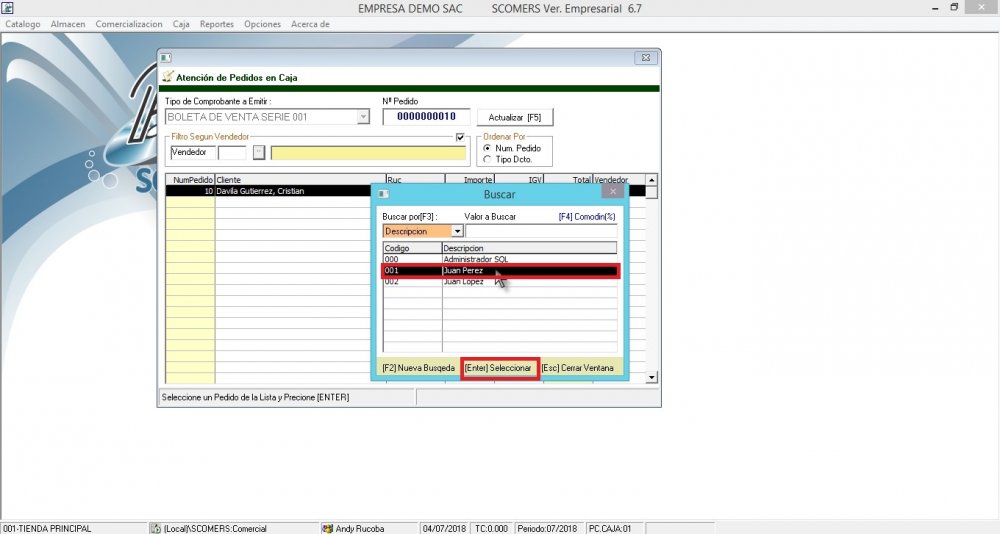 EMPRESA DEMO SAC SCOMERS Ver. Empresarial 6.7
Catalogo Almacen Comercialización Caja Reportes Opciones Acerca de
Atención de Pedidos en Caja
Tipo de Comprobante a Emitir : Nº Pedido
BOLETA DE VENTA SERIE 001 0000000010 Actualizar [F5]
Filtro Segun Vendedor Ordenar Por
Vendedor Num. Pedido
Tipo Dcto.
NumPedido Cliente Ruc Importe IGV Total Vendedor
10 Davila Gutierrez, Cristian
Buscar
Buscar por[F3] : Valor a Buscar [F4] Comodin(%)
Descripcion
Codigo Descripcion
000 Administrador SQL
001 Juan Perez
002 Juan Lopez
[F2] Nueva Busqeda [Enter] Seleccionar [Esc] Cerrar Ventana
Seleccione un Pedido de la Lista y Precione [ENTER]
001-TIENDA PRINCIPAL (Local)\SCOMERS:Comercial Andy Rucoba 04/07/2018 TC:0.000 Periodo:07/2018 PC.CAJA:01